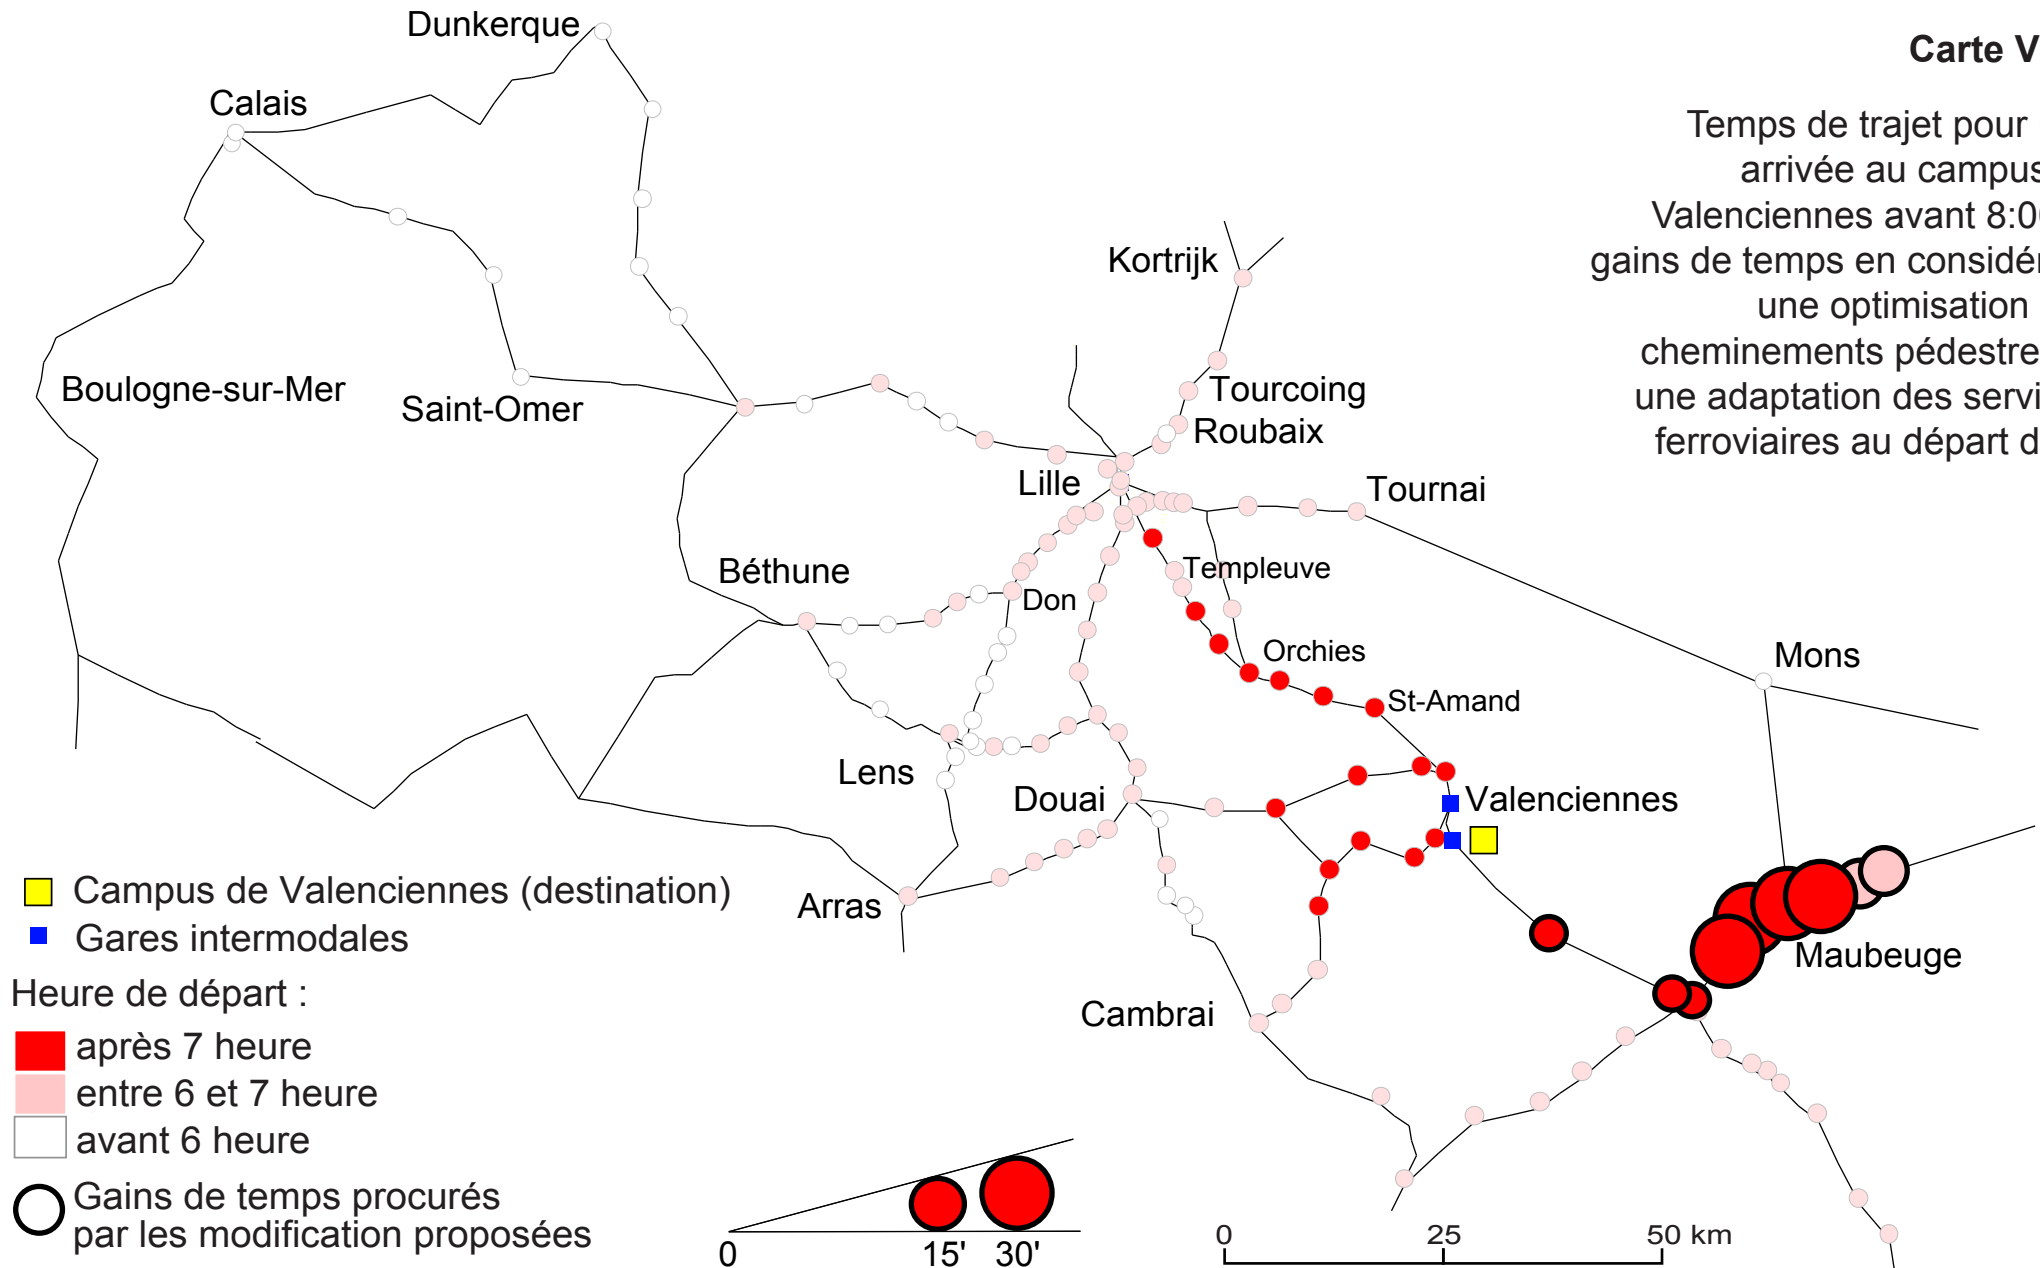 Dunkerque
Carte V
Calais
Temps de trajet pour
arrivée au campus
Valenciennes avant 8:0
gains de temps en considér
une optimisation
cheminements pédestre
une adaptation des servi
ferroviaires au départ d
Kortrijk
Boulogne-sur-Mer
Saint-Omer
Tourcoing
Roubaix
Lille
Tournai
Béthune
Templeuve
Don
Orchies
Mons
St-Amand
Lens
Douai
Valenciennes
Arras
Maubeuge
Cambrai
Campus de Valenciennes (destination)
Gares intermodales
Heure de départ :
après 7 heure
entre 6 et 7 heure
avant 6 heure
Gains de temps procurés
par les modification proposées
0 15' 30'
0 25 50 km